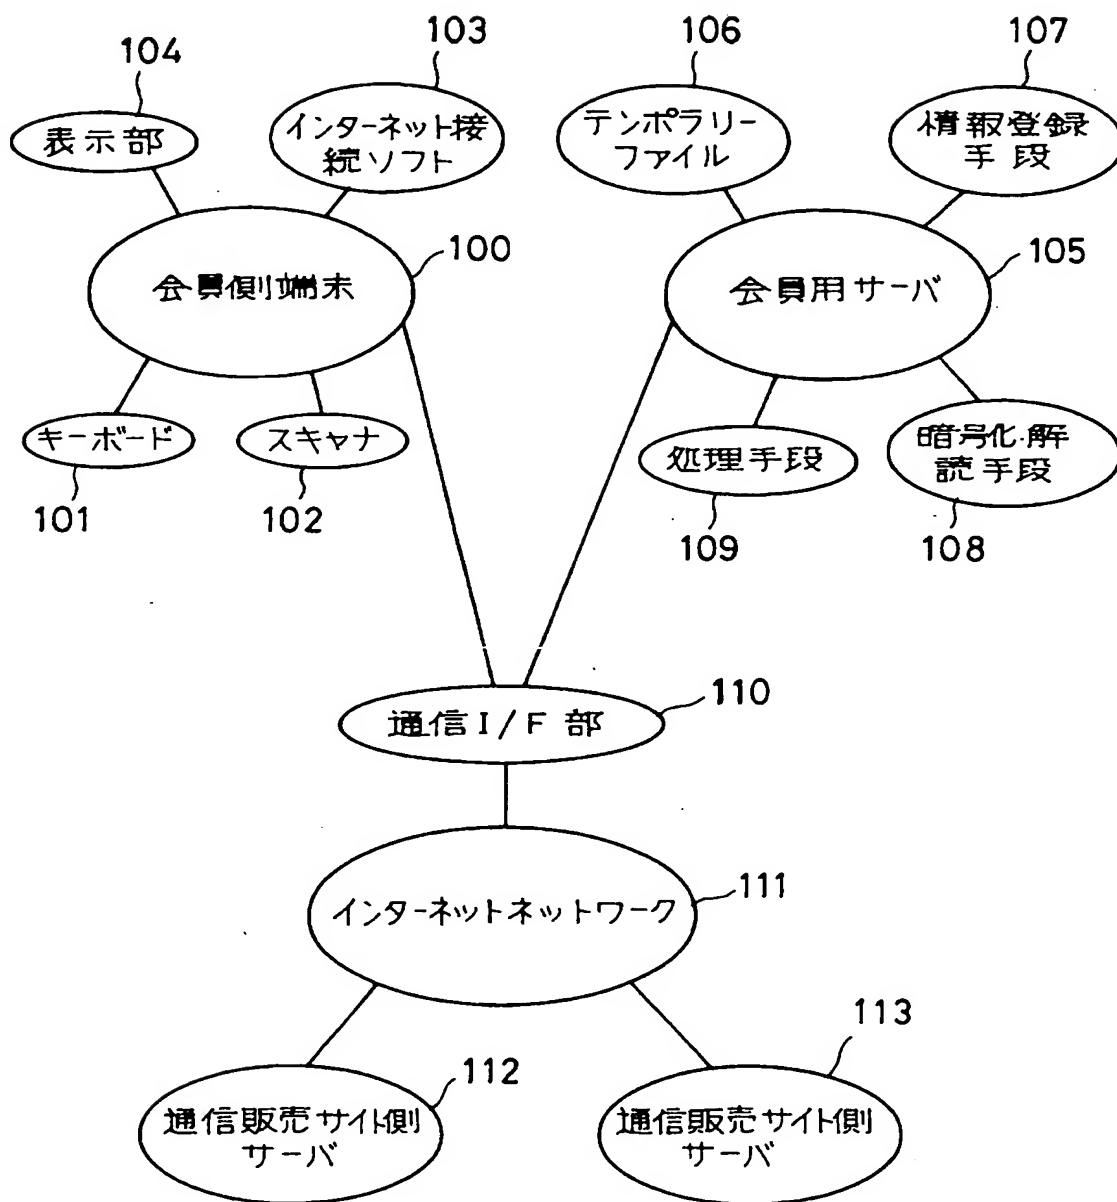 104
103
106
107
表示部
インターネット接
続ソフト
テンポラリー
ファイル
情報登録
手段
100
105
会員側端末
会員用サーバ
キーボード
スキャナ
処理手段
暗号化・解
読手段
101
102
109
108
通信I/F 部
110
インターネットネットワーク
111
112
113
通信販売サイト側
サーバ
通信販売サイト側
サーバ